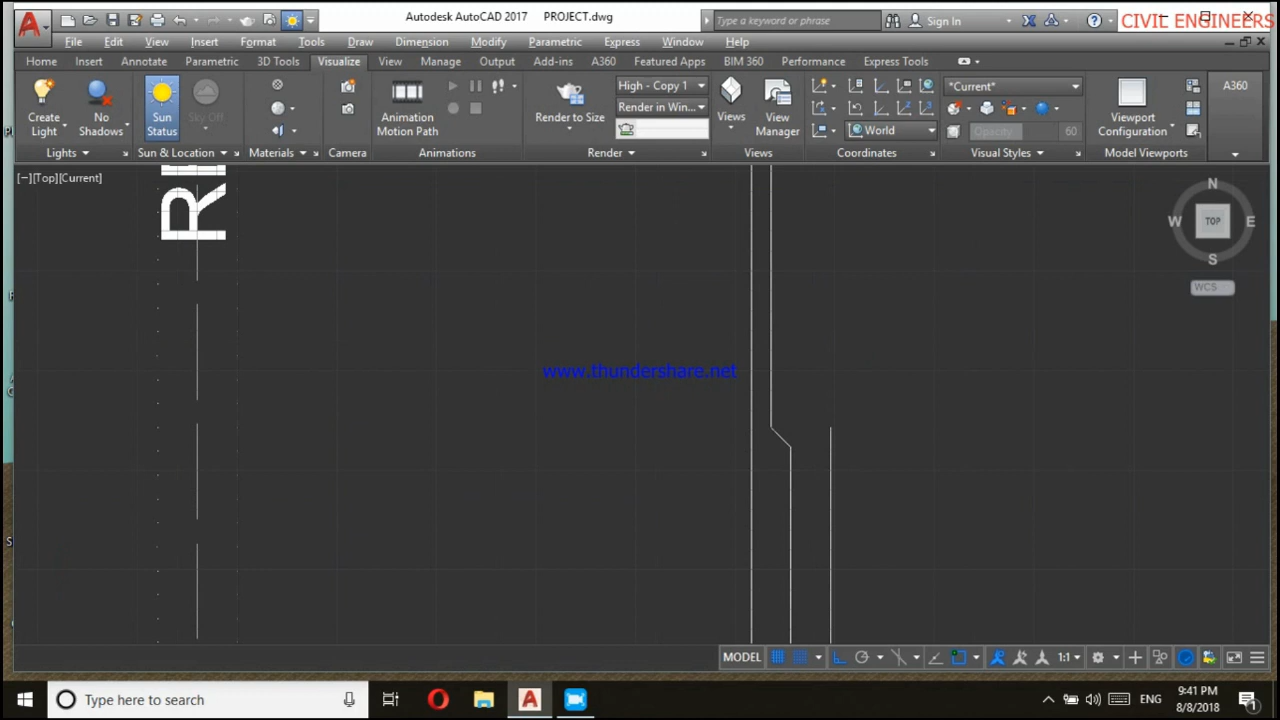 Autodesk AutoCAD 2017 PROJECT.dwg
Type a keyword or phrase
Sign In
CIVIL ENGINEERS
File Edit View Insert Format Tools Draw Dimension Modify Parametric Express Window Help
Home Insert Annotate Parametric 3D Tools Visualize View Manage Output Add-ins A360 Featured Apps BIM 360 Performance Express Tools
Create Light
No Shadows
Sun Status
Sky Off
Animation Motion Path
Render to Size
High - Copy 1
Render in Win...
Views
View Manager
World
*Current*
Opacity 60
Viewport Configuration
A360
Lights
Sun & Location
Materials
Camera
Animations
Render
Views
Coordinates
Visual Styles
Model Viewports
[−][Top][Current]
N
W TOP E
S
WCS
www.thundershare.net
MODEL
1:1
Type here to search
ENG
9:41 PM
8/8/2018
1